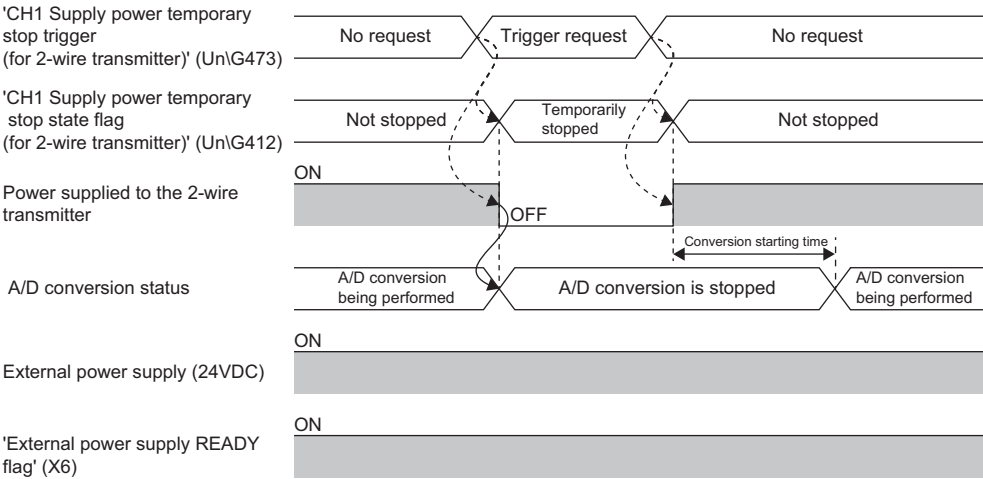 'CH1 Supply power temporary
stop trigger
(for 2-wire transmitter)' (Un\G473)
No request
Trigger request
No request
'CH1 Supply power temporary
stop state flag
(for 2-wire transmitter)' (Un\G412)
Not stopped
Temporarily
stopped
Not stopped
ON
Power supplied to the 2-wire
transmitter
OFF
Conversion starting time
A/D conversion status
A/D conversion
being performed
A/D conversion is stopped
A/D conversion
being performed
ON
External power supply (24VDC)
ON
'External power supply READY
flag' (X6)